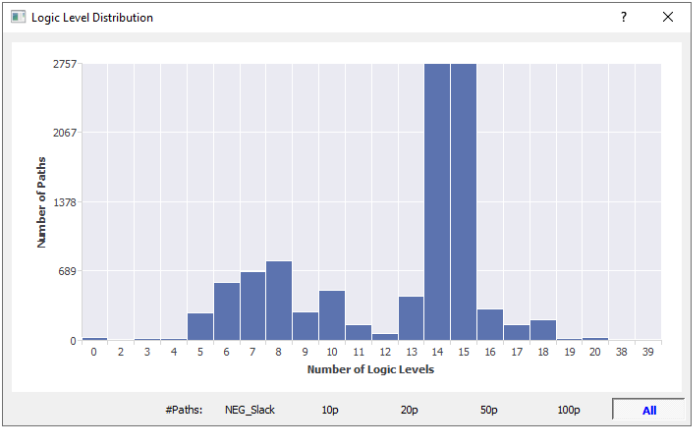 Logic Level Distribution
?
2757
2067
1378
689
0
Number of Paths
0 2 3 4 5 6 7 8 9 10 11 12 13 14 15 16 17 18 19 20 38 39
Number of Logic Levels
#Paths: NEG_Slack 10p 20p 50p 100p All